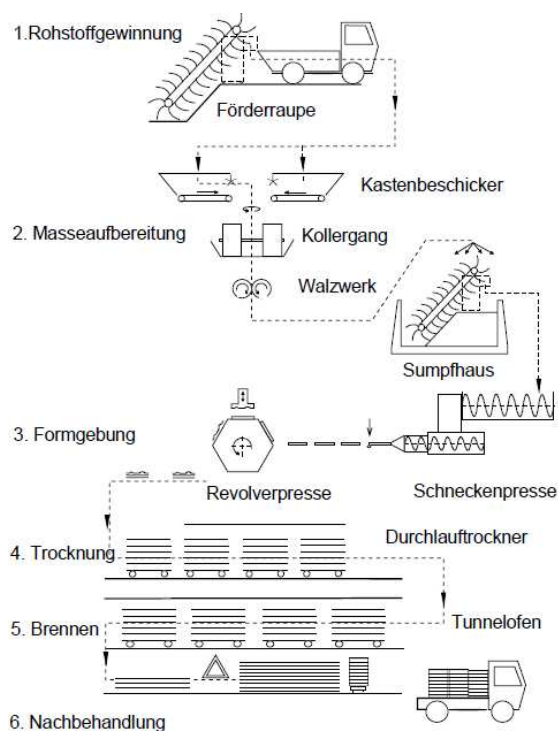 1.Rohstoffgewinnung
Förderraupe
Kastenbeschicker
2. Masseaufbereitung
Kollergang
Walzwerk
Sumpfhaus
3. Formgebung
Revolverpresse
Schneckenpresse
4. Trocknung
Durchlauftrockner
5. Brennen
Tunnelofen
6. Nachbehandlung